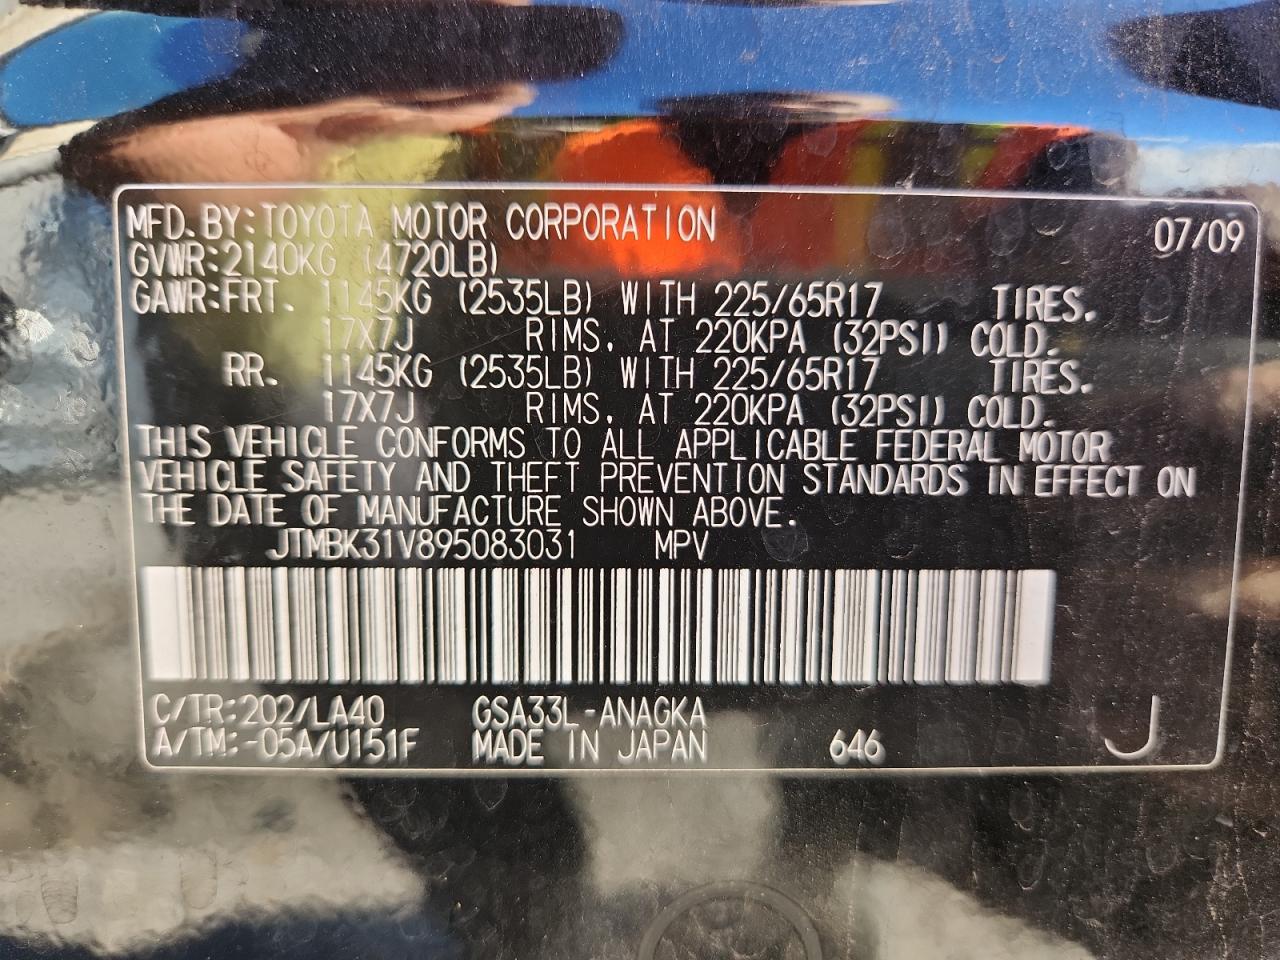 MFD.BY:TOYOTA MOTOR CORPORATION 07/09
GVWR:2140KG (4720LB)
GAWR:FRT. 1145KG (2535LB) WITH 225/65R17 TIRES.
17X7J RIMS, AT 220KPA (32PSI) COLD.
RR. 1145KG (2535LB) WITH 225/65R17 TIRES.
17X7J RIMS, AT 220KPA (32PSI) COLD.
THIS VEHICLE CONFORMS TO ALL APPLICABLE FEDERAL MOTOR
VEHICLE SAFETY AND THEFT PREVENTION STANDARDS IN EFFECT ON
THE DATE OF MANUFACTURE SHOWN ABOVE.
JTMBK31V895083031 MPV
C/TR:202/LA40 GSA33L-ANAGKA
A/TM:-05A/U151F MADE IN JAPAN 646 J